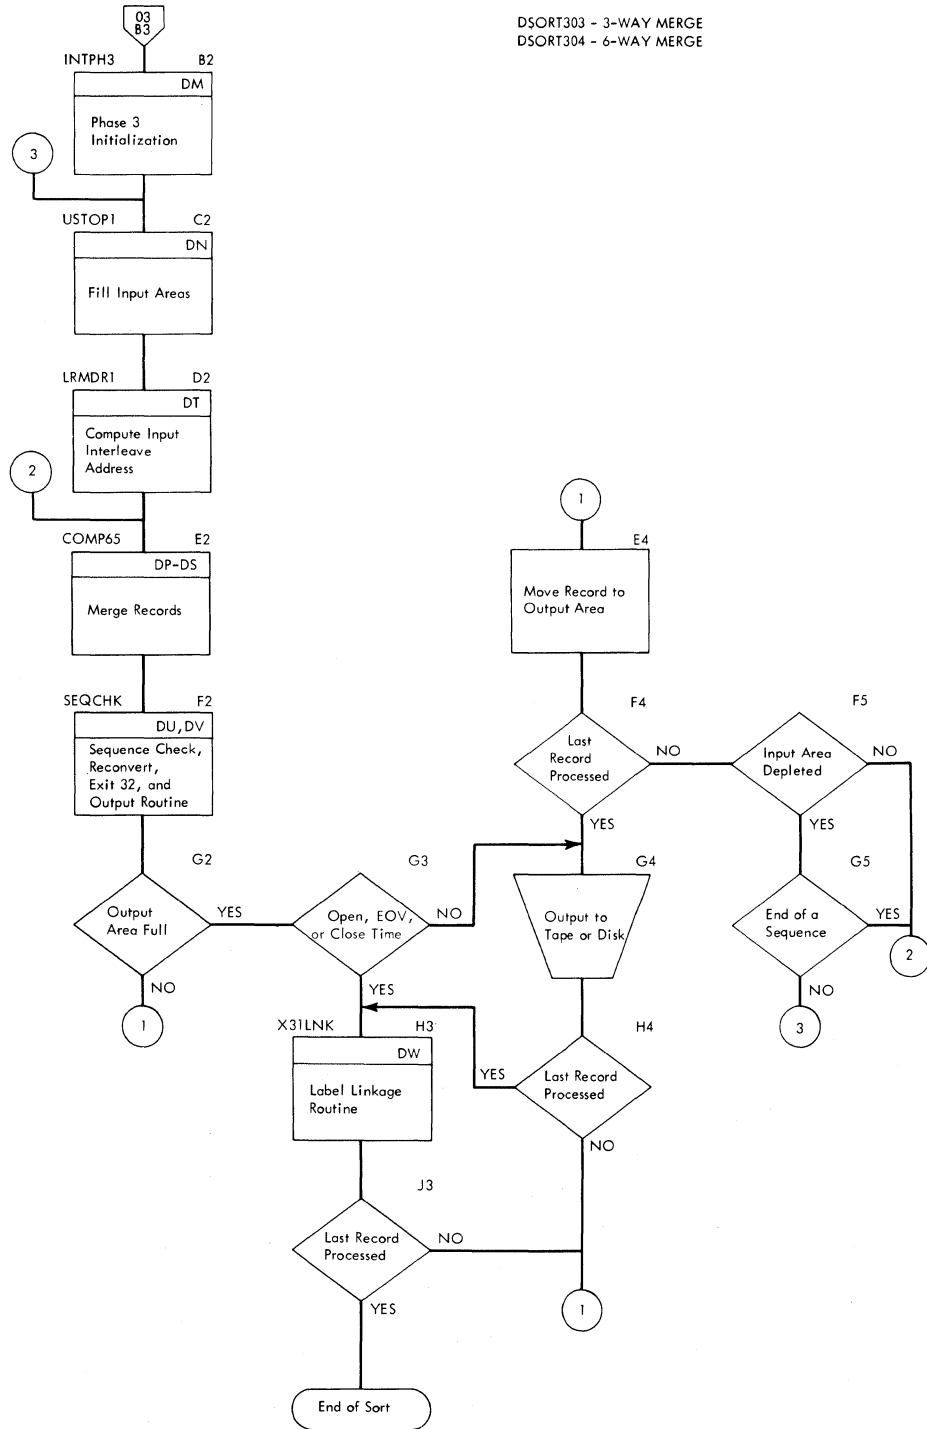 03
B3
DSORT303 - 3-WAY MERGE
DSORT304 - 6-WAY MERGE
INTPH3 B2
DM
Phase 3
Initialization
3
USTOP1 C2
DN
Fill Input Areas
LRMDR1 D2
DT
Compute Input
Interleave
Address
2
COMP65 E2
DP-DS
Merge Records
SEQCHK F2
DU, DV
Sequence Check,
Reconvert,
Exit 32, and
Output Routine
G2
Output
Area Full
YES
NO
1
G3
Open, EOV,
or Close Time
NO
YES
X31LNK H3
DW
Label Linkage
Routine
J3
Last Record
Processed
NO
YES
End of Sort
1
E4
Move Record to
Output Area
F4
Last
Record
Processed
NO
YES
G4
Output to
Tape or Disk
H4
Last Record
Processed
YES
NO
1
F5
Input Area
Depleted
NO
YES
G5
End of a
Sequence
YES
NO
2
3